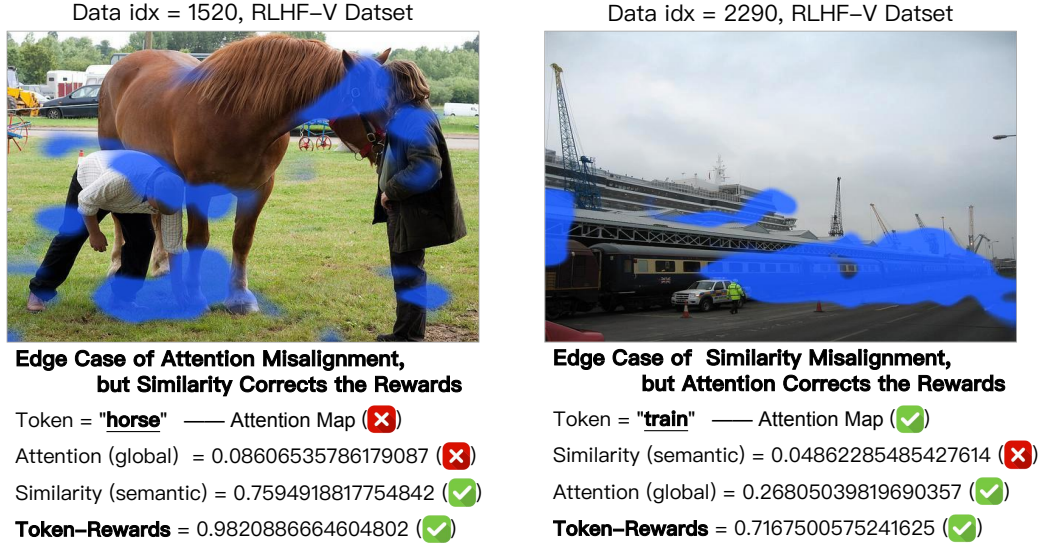 Data idx = 1520, RLHF-V Datset
Edge Case of Attention Misalignment,
but Similarity Corrects the Rewards
Token = "horse" —— Attention Map (❎)
Attention (global) = 0.08606535786179087 (❎)
Similarity (semantic) = 0.7594918817754842 (✅)
Token-Rewards = 0.9820886664604802 (✅)
Data idx = 2290, RLHF-V Datset
Edge Case of Similarity Misalignment,
but Attention Corrects the Rewards
Token = "train" —— Attention Map (✅)
Similarity (semantic) = 0.04862285485427614 (❎)
Attention (global) = 0.26805039819690357 (✅)
Token-Rewards = 0.7167500575241625 (✅)